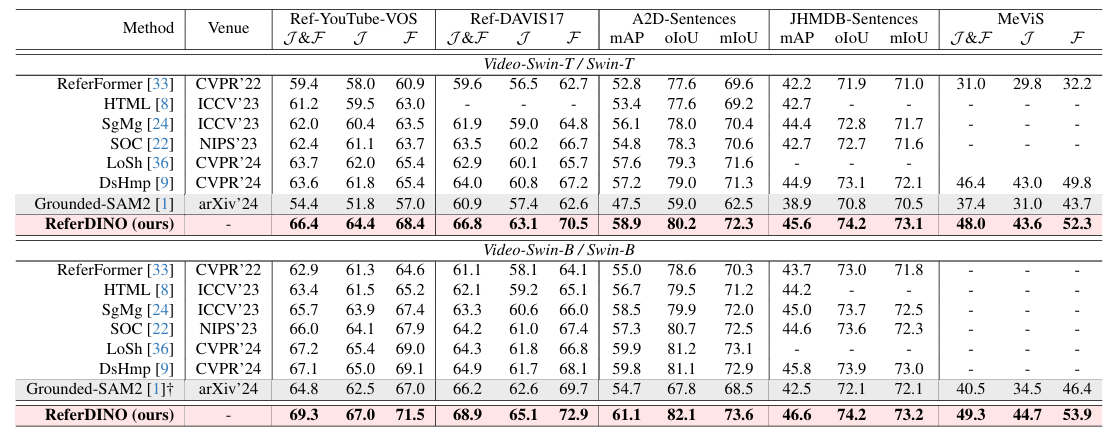 Method Venue Ref-YouTube-VOS Ref-DAVIS17 A2D-Sentences JHMDB-Sentences MeViS
𝒥&ℱ 𝒥 ℱ 𝒥&ℱ 𝒥 ℱ mAP oIoU mIoU mAP oIoU mIoU 𝒥&ℱ 𝒥 ℱ
Video-Swin-T / Swin-T
ReferFormer [33] CVPR'22 59.4 58.0 60.9 59.6 56.5 62.7 52.8 77.6 69.6 42.2 71.9 71.0 31.0 29.8 32.2
HTML [8] ICCV'23 61.2 59.5 63.0 - - - 53.4 77.6 69.2 42.7 - - - - -
SgMg [24] ICCV'23 62.0 60.4 63.5 61.9 59.0 64.8 56.1 78.0 70.4 44.4 72.8 71.7 - - -
SOC [22] NIPS'23 62.4 61.1 63.7 63.5 60.2 66.7 54.8 78.3 70.6 42.7 72.7 71.6 - - -
LoSh [36] CVPR'24 63.7 62.0 65.4 62.9 60.1 65.7 57.6 79.3 71.6 - - - - - -
DsHmp [9] CVPR'24 63.6 61.8 65.4 64.0 60.8 67.2 57.2 79.0 71.3 44.9 73.1 72.1 46.4 43.0 49.8
Grounded-SAM2 [1] arXiv'24 54.4 51.8 57.0 60.9 57.4 62.6 47.5 59.0 62.5 38.9 70.8 70.5 37.4 31.0 43.7
ReferDINO (ours) - 66.4 64.4 68.4 66.8 63.1 70.5 58.9 80.2 72.3 45.6 74.2 73.1 48.0 43.6 52.3
Video-Swin-B / Swin-B
ReferFormer [33] CVPR'22 62.9 61.3 64.6 61.1 58.1 64.1 55.0 78.6 70.3 43.7 73.0 71.8 - - -
HTML [8] ICCV'23 63.4 61.5 65.2 62.1 59.2 65.1 56.7 79.5 71.2 44.2 - - - - -
SgMg [24] ICCV'23 65.7 63.9 67.4 63.3 60.6 66.0 58.5 79.9 72.0 45.0 73.7 72.5 - - -
SOC [22] NIPS'23 66.0 64.1 67.9 64.2 61.0 67.4 57.3 80.7 72.5 44.6 73.6 72.3 - - -
LoSh [36] CVPR'24 67.2 65.4 69.0 64.3 61.8 66.8 59.9 81.2 73.1 - - - - - -
DsHmp [9] CVPR'24 67.1 65.0 69.1 64.9 61.7 68.1 59.8 81.1 72.9 45.8 73.9 73.0 - - -
Grounded-SAM2 [1]† arXiv'24 64.8 62.5 67.0 66.2 62.6 69.7 54.7 67.8 68.5 42.5 72.1 72.1 40.5 34.5 46.4
ReferDINO (ours) - 69.3 67.0 71.5 68.9 65.1 72.9 61.1 82.1 73.6 46.6 74.2 73.2 49.3 44.7 53.9